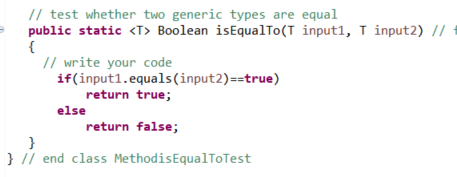 // test whether two generic types are equal
public static <T> Boolean isEqualTo(T input1, T input2) //
{
// write your code
if(input1.equals(input2)==true)
return true;
else
return false;
}
} // end class MethodisEqualToTest